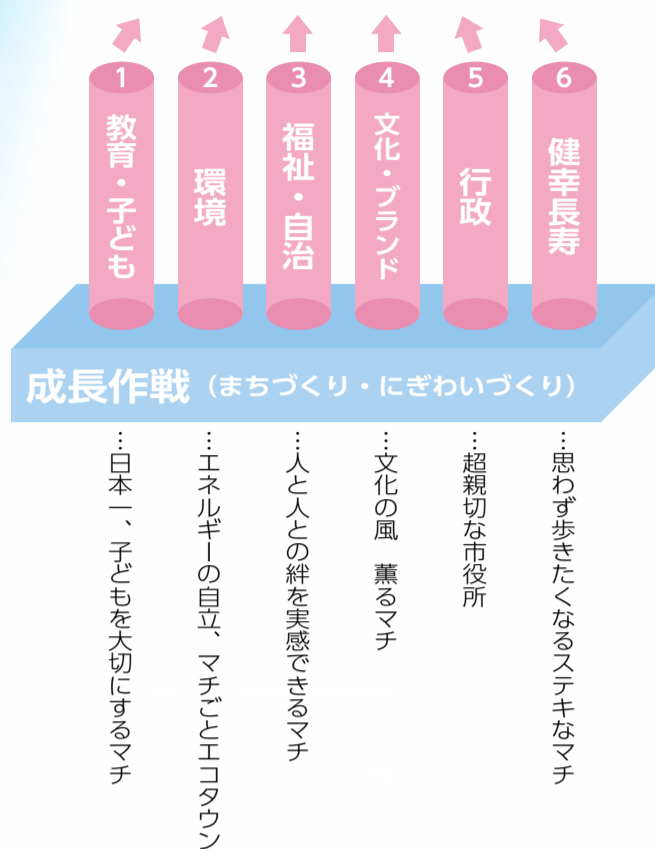 1
教育・子ども
2
環境
3
福祉・自治
4
文化・ブランド
5
行政
6
健幸長寿
成長作戦（まちづくり・にぎわいづくり）
…日本一、子どもを大切にするマチ
…エネルギーの自立、マチごとエコタウン
…人と人との絆を実感できるマチ
…文化の風　薫るマチ
…超親切な市役所
…思わず歩きたくなるステキなマチ